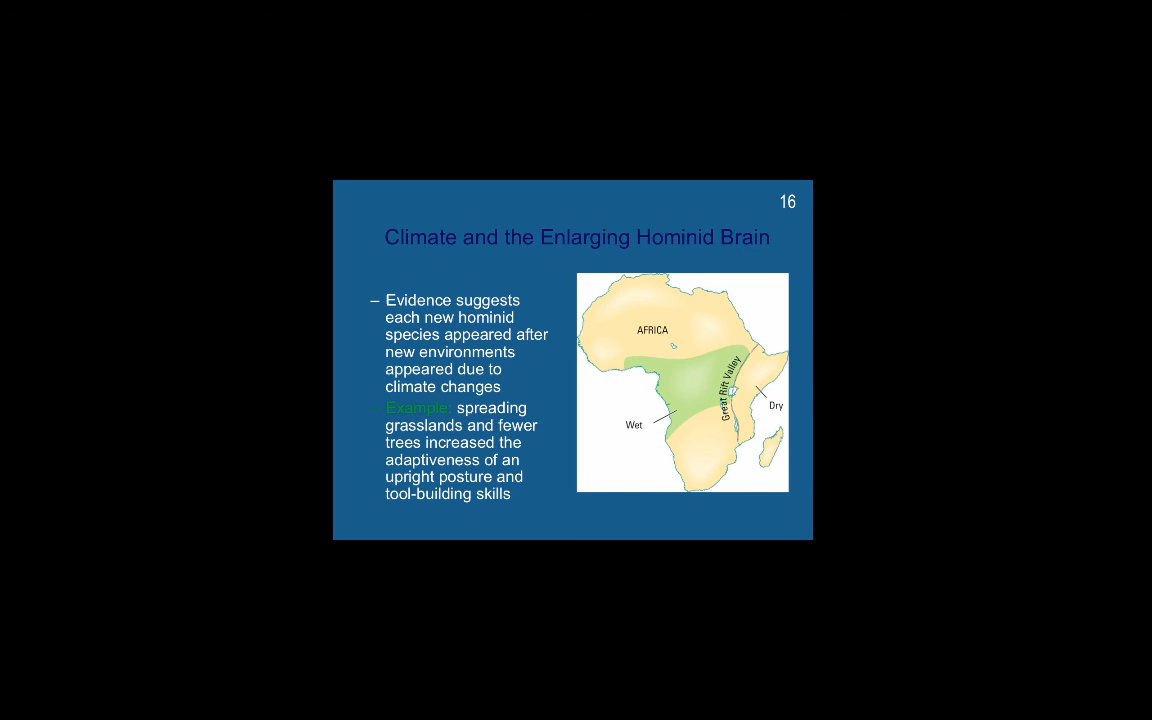 16
Climate and the Enlarging Hominid Brain
– Evidence suggests
each new hominid
species appeared after
new environments
appeared due to
climate changes
– Example: spreading
grasslands and fewer
trees increased the
adaptiveness of an
upright posture and
tool-building skills
AFRICA
Great Rift Valley
Dry
Wet